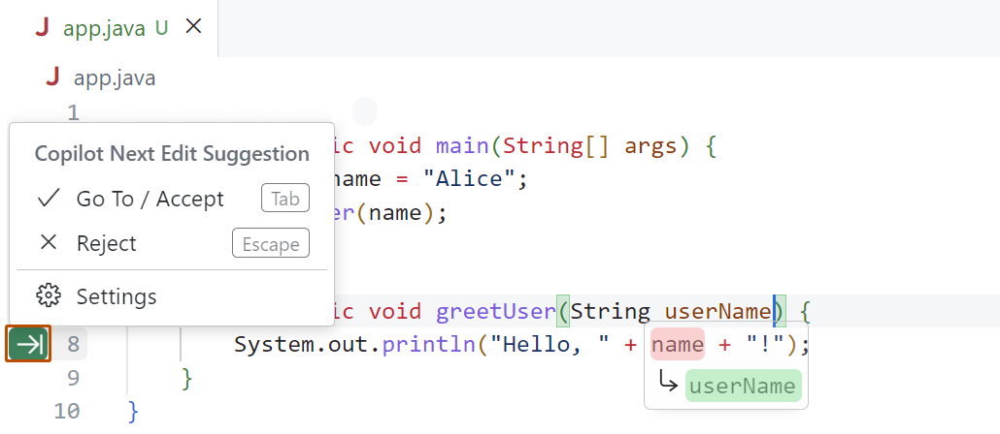 J app.java U
J app.java
1
Copilot Next Edit Suggestion
Go To / Accept Tab
Reject Escape
Settings
ic void main(String[] args) {
name = "Alice";
er(name);
ic void greetUser(String userName) {
8 System.out.println("Hello, " + name + "!");
userName
9 }
10 }